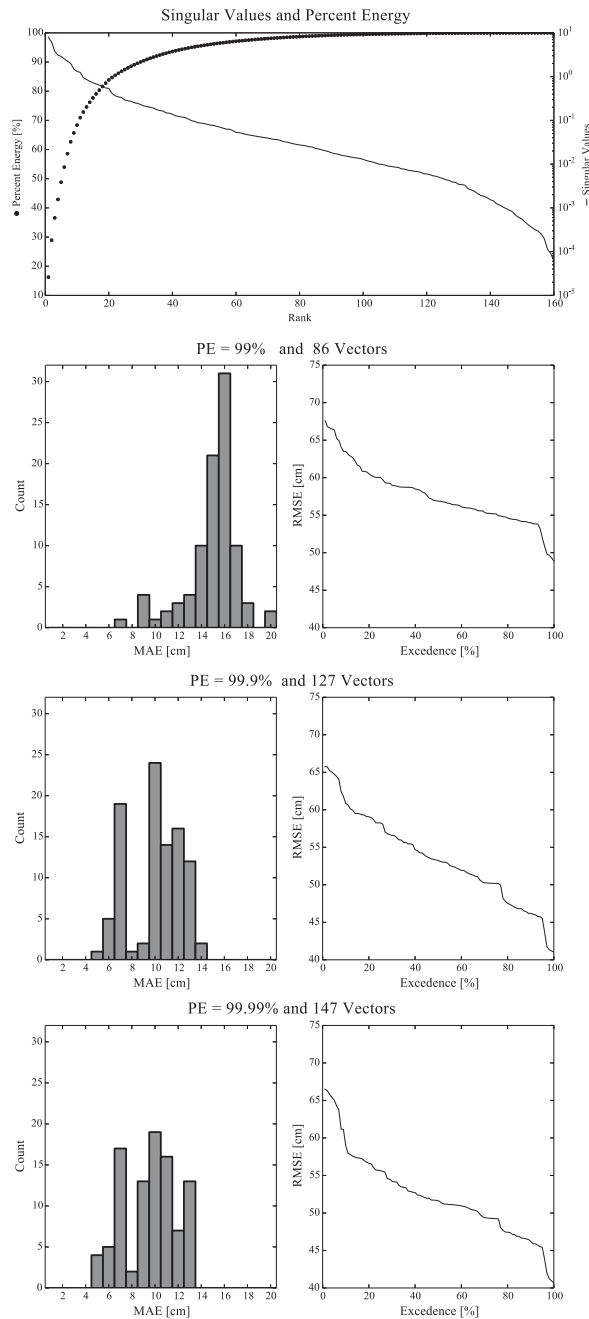 Singular Values and Percent Energy
100
90
80
70
60
50
40
30
20
10
● Percent Energy [%]
10^1
10^0
10^-1
10^-2
10^-3
10^-4
10^-5
– Singular Values
0 20 40 60 80 100 120 140 160
Rank
PE = 99% and 86 Vectors
30
20
10
5
0
Count
2 4 6 8 10 12 14 16 18 20
MAE [cm]
75
70
65
60
55
50
45
40
RMSE [cm]
0 20 40 60 80 100
Excedence [%]
PE = 99.9% and 127 Vectors
30
25
20
15
10
5
0
Count
2 4 6 8 10 12 14 16 18 20
MAE [cm]
75
70
65
60
55
50
45
40
RMSE [cm]
0 20 40 60 80 100
Excedence [%]
PE = 99.99% and 147 Vectors
30
25
20
15
10
5
0
Count
2 4 6 8 10 12 14 16 18 20
MAE [cm]
75
70
65
60
55
50
45
40
RMSE [cm]
0 20 40 60 80 100
Excedence [%]